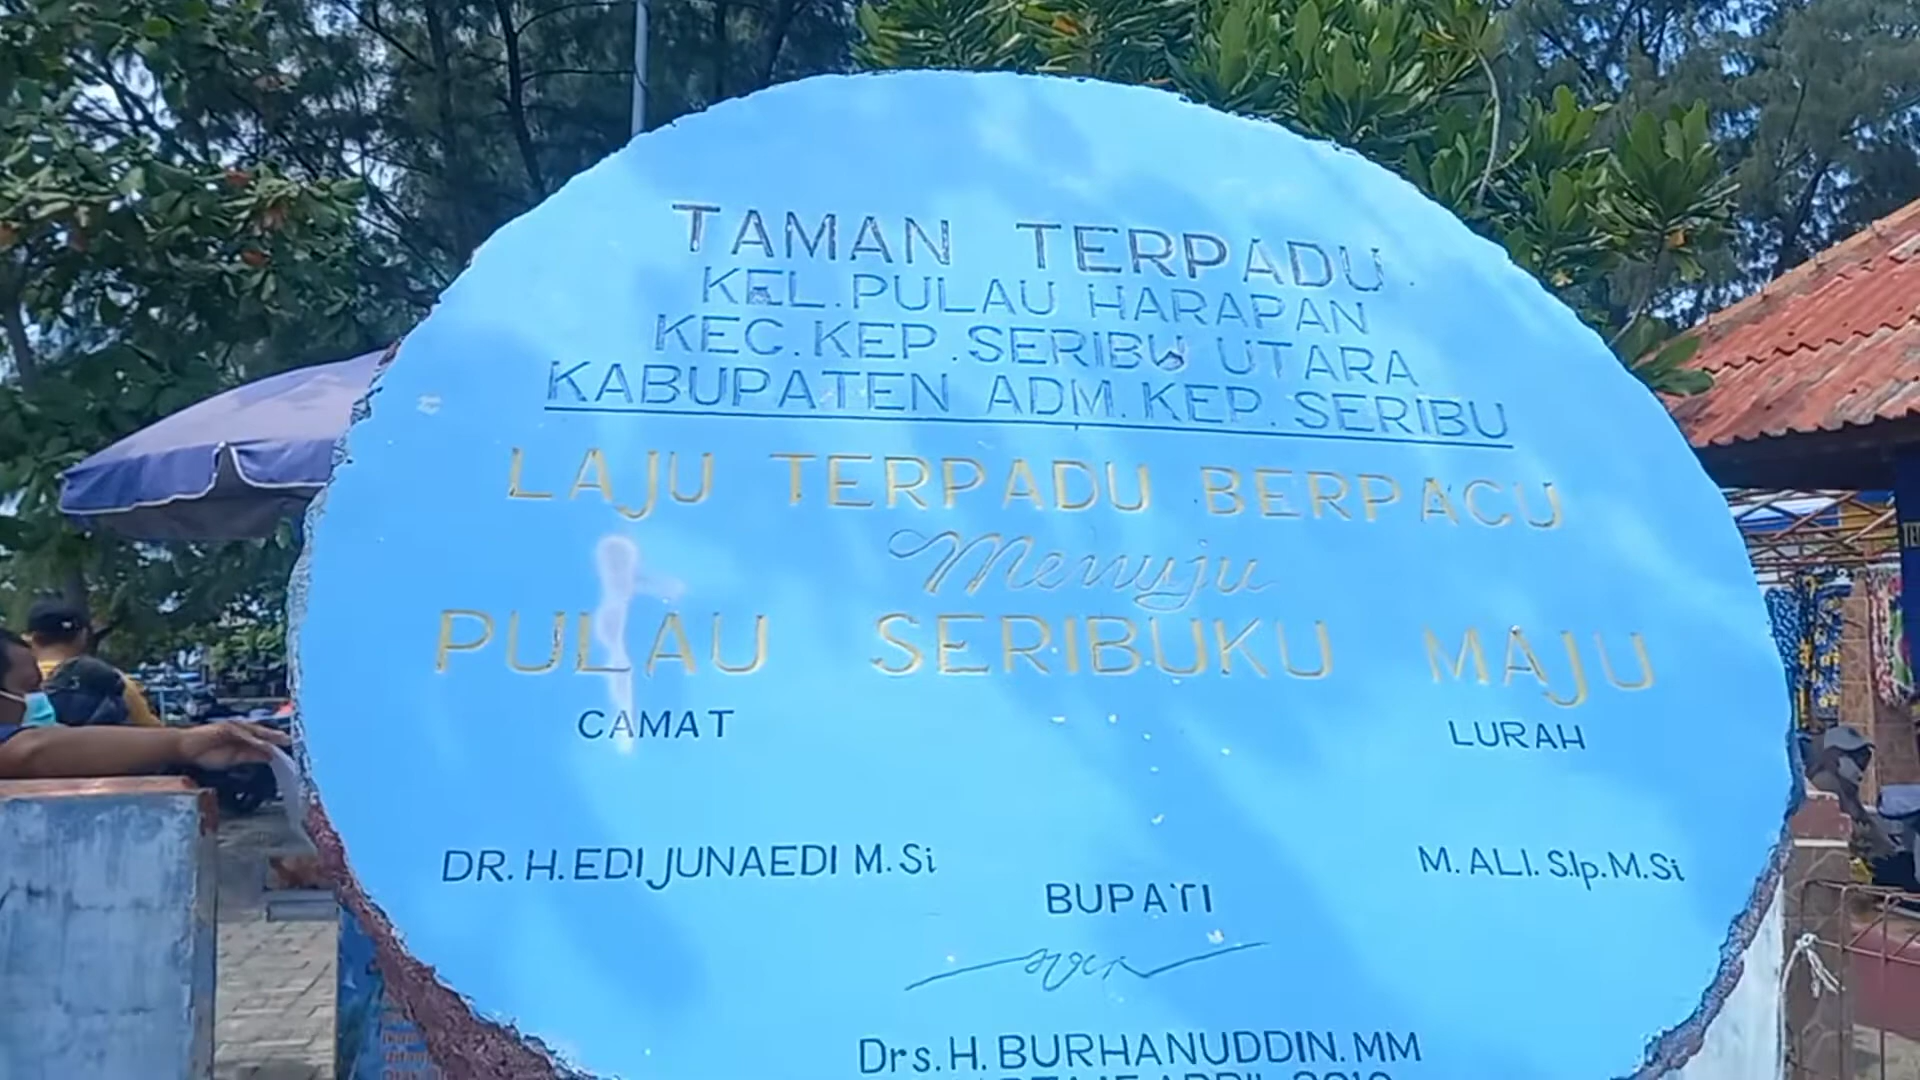 TAMAN TERPADU
KEL. PULAU HARAPAN
KEC. KEP. SERIBU UTARA
KABUPATEN ADM. KEP. SERIBU
LAJU TERPADU BERPACU
Menuju
PULAU SERIBUKU MAJU
CAMAT
LURAH
DR. H. EDI JUNAEDI M. Si
M. ALI. SIp. M. Si
BUPATI
Drs. H. BURHANUDDIN. MM